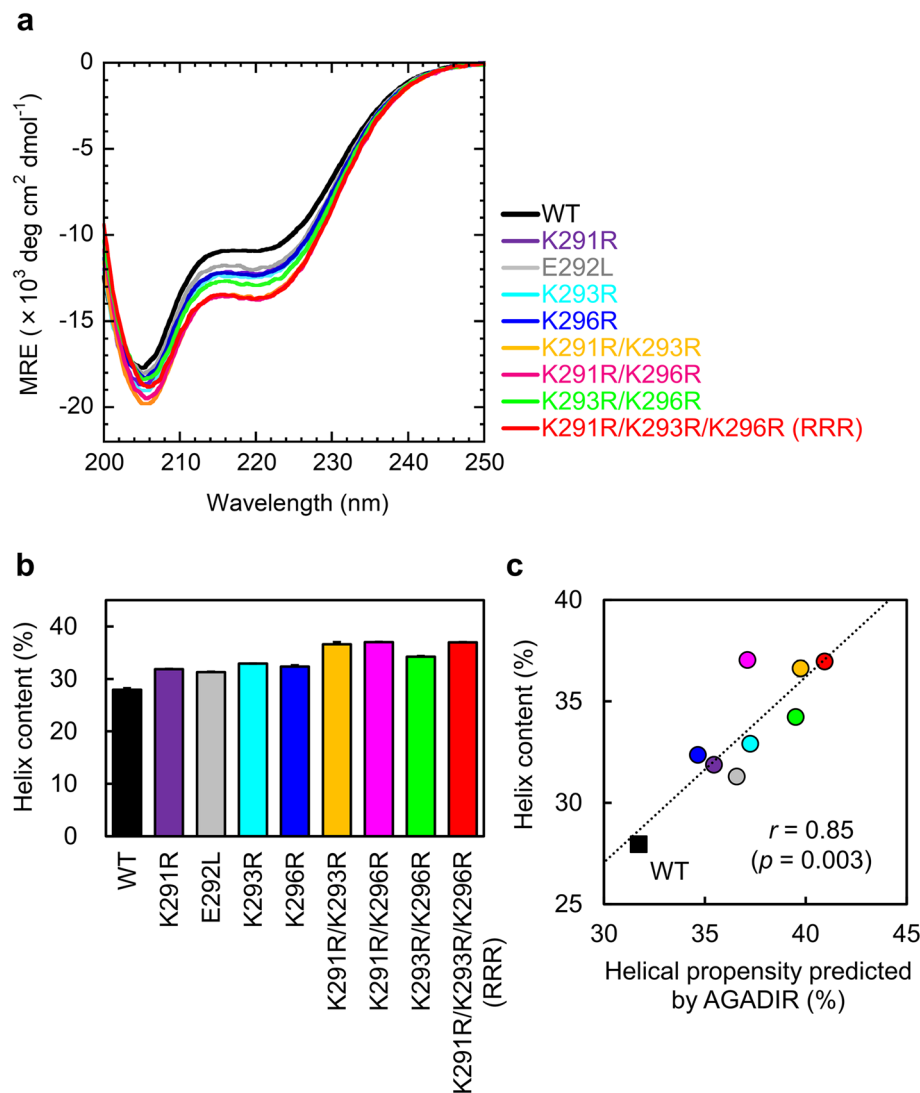 a
0
-5
-10
-15
-20
MRE ( × 10³ deg cm² dmol⁻¹)
200 210 220 230 240 250
Wavelength (nm)
WT
K291R
E292L
K293R
K296R
K291R/K293R
K291R/K296R
K293R/K296R
K291R/K293R/K296R (RRR)
b
40
30
20
10
0
Helix content (%)
WT
K291R
E292L
K293R
K296R
K291R/K293R
K291R/K296R
K293R/K296R
K291R/K293R/K296R
(RRR)
c
40
35
31
25
Helix content (%)
WT
r = 0.85
(p = 0.003)
30 35 40 45
Helical propensity predicted
by AGADIR (%)